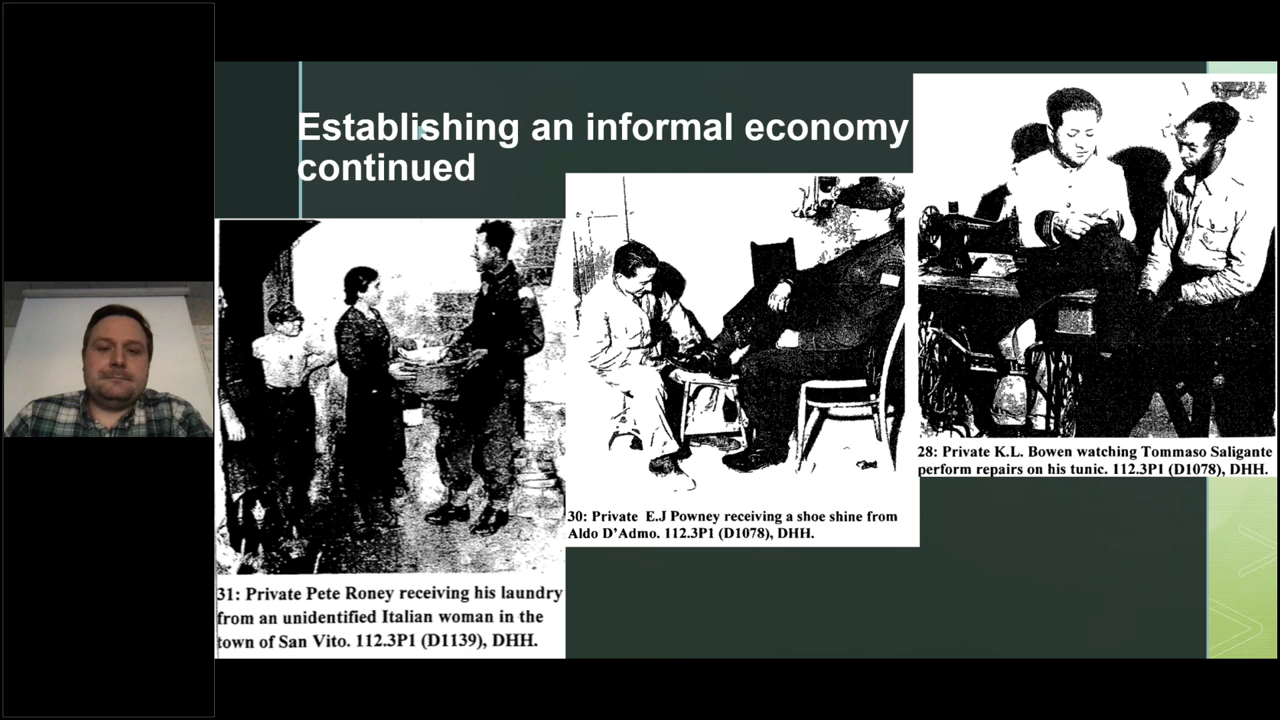 Establishing an informal economy
continued
31: Private Pete Roney receiving his laundry
from an unidentified Italian woman in the
town of San Vito. 112.3P1 (D1139), DHH.
30: Private E.J Powney receiving a shoe shine from
Aldo D'Admo. 112.3P1 (D1078), DHH.
28: Private K.L. Bowen watching Tommaso Saligante
perform repairs on his tunic. 112.3P1 (D1078), DHH.